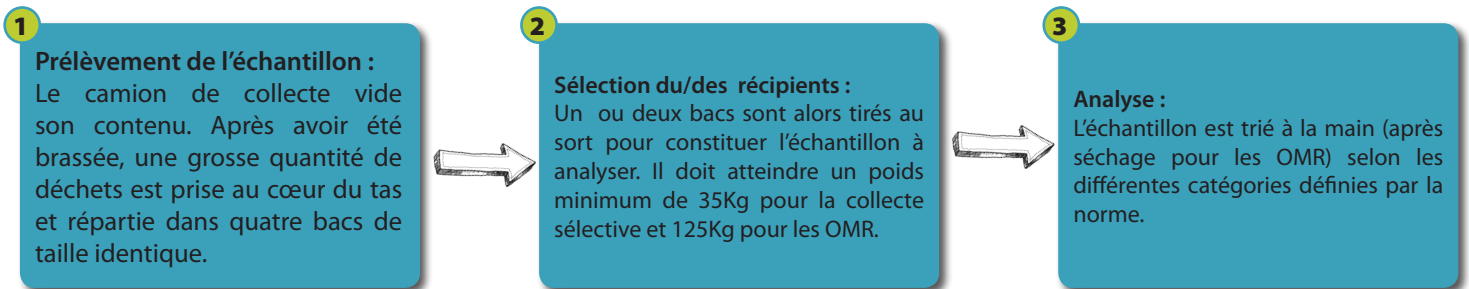 1
Prélèvement de l’échantillon :
Le camion de collecte vide
son contenu. Après avoir été
brassée, une grosse quantité de
déchets est prise au cœur du tas
et répartie dans quatre bacs de
taille identique.
2
Sélection du/des récipients :
Un ou deux bacs sont alors tirés au
sort pour constituer l’échantillon à
analyser. Il doit atteindre un poids
minimum de 35Kg pour la collecte
sélective et 125Kg pour les OMR.
3
Analyse :
L’échantillon est trié à la main (après
séchage pour les OMR) selon les
différentes catégories définies par la
norme.